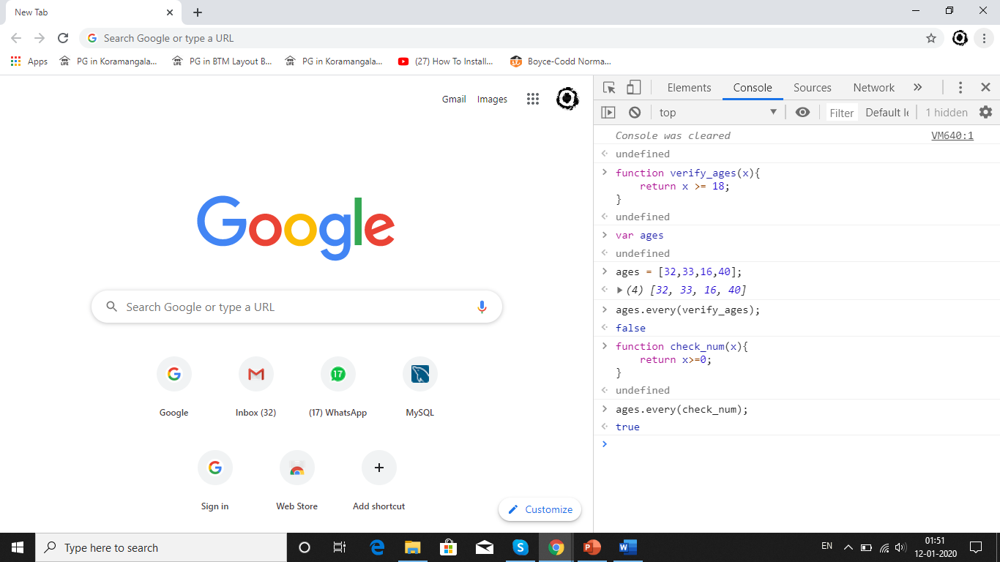 New Tab
Search Google or type a URL
Apps
PG in Koramangala...
PG in BTM Layout B...
PG in Koramangala...
(27) How To Install...
Boyce-Codd Norma...
Gmail
Images
Google
Search Google or type a URL
Google
Inbox (32)
17
(17) WhatsApp
MySQL
Sign in
Web Store
Add shortcut
Customize
Elements
Console
Sources
Network
top
Filter
Default le
1 hidden
Console was cleared
VM640:1
undefined
function verify_ages(x){
return x >= 18;
}
undefined
var ages
undefined
ages = [32,33,16,40];
(4) [32, 33, 16, 40]
ages.every(verify_ages);
false
function check_num(x){
return x>=0;
}
undefined
ages.every(check_num);
true
Type here to search
EN
01:51
12-01-2020